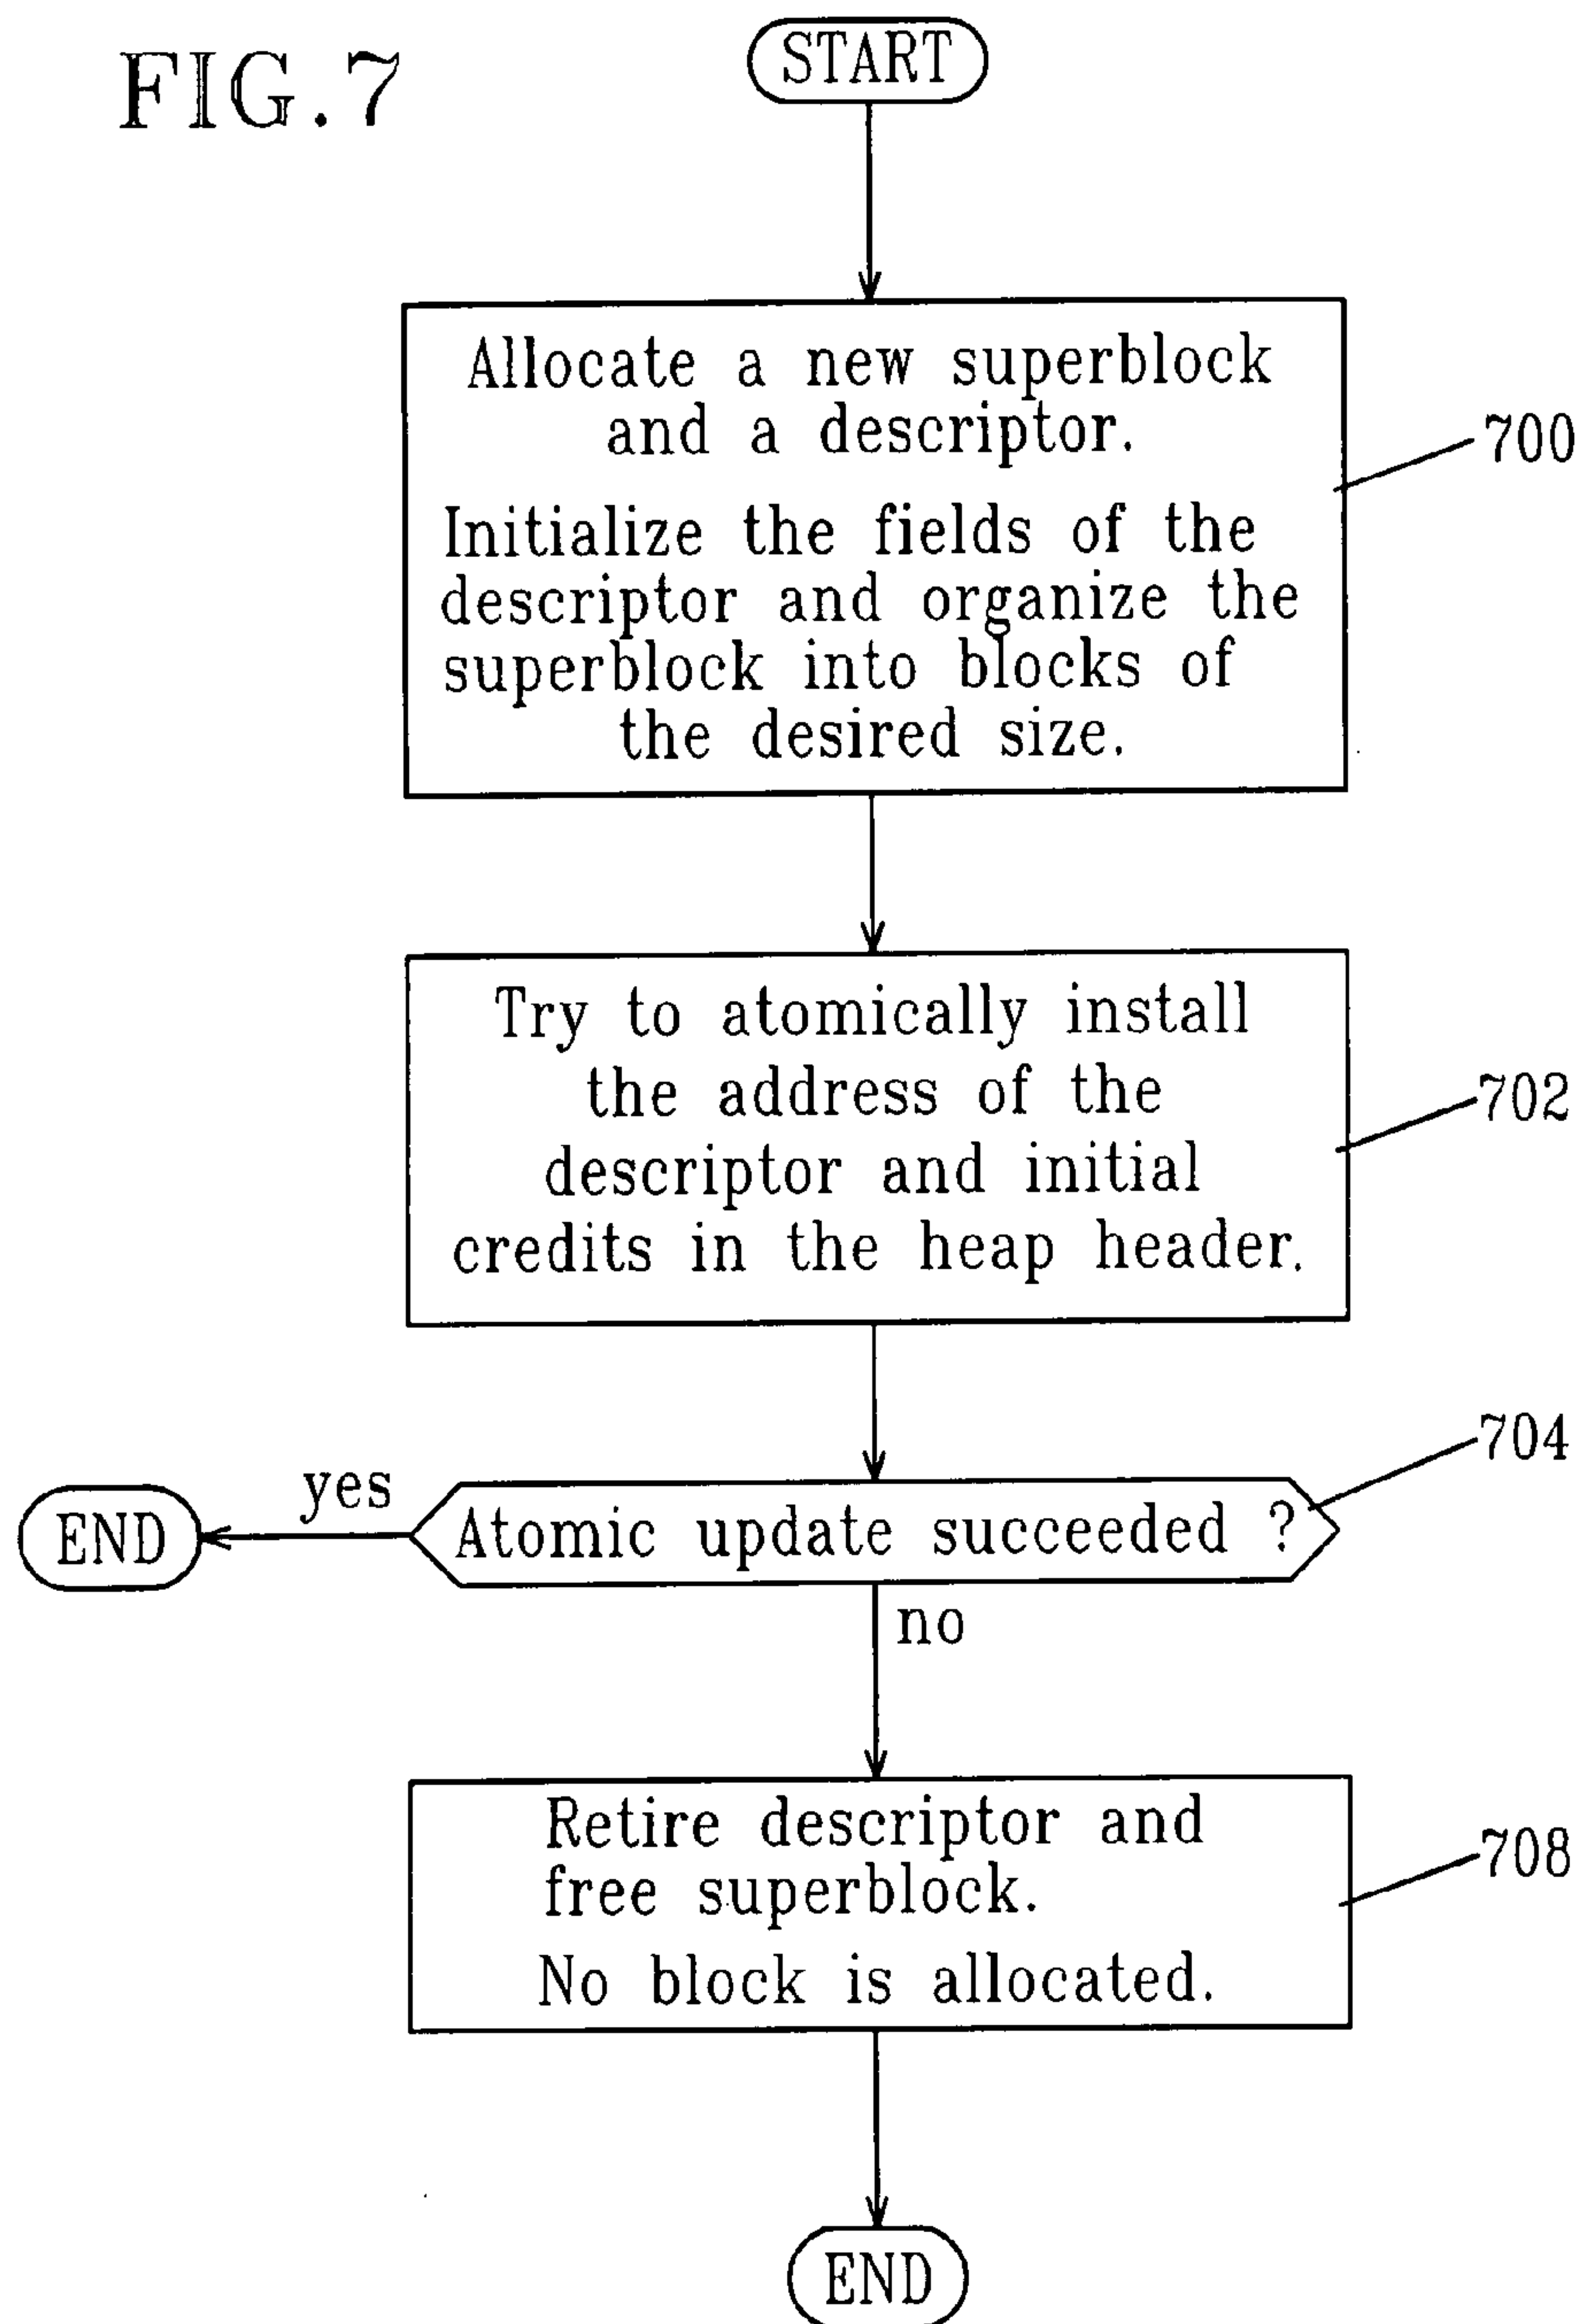 FIG.7
START
Allocate a new superblock
and a descriptor.
700
Initialize the fields of the
descriptor and organize the
superblock into blocks of
the desired size.
Try to atomically install
the address of the
702
descriptor and initial
credits in the heap header.
704
yes
END
Atomic update succeeded ?
no
Retire descriptor and
708
free superblock.
No block is allocated.
END